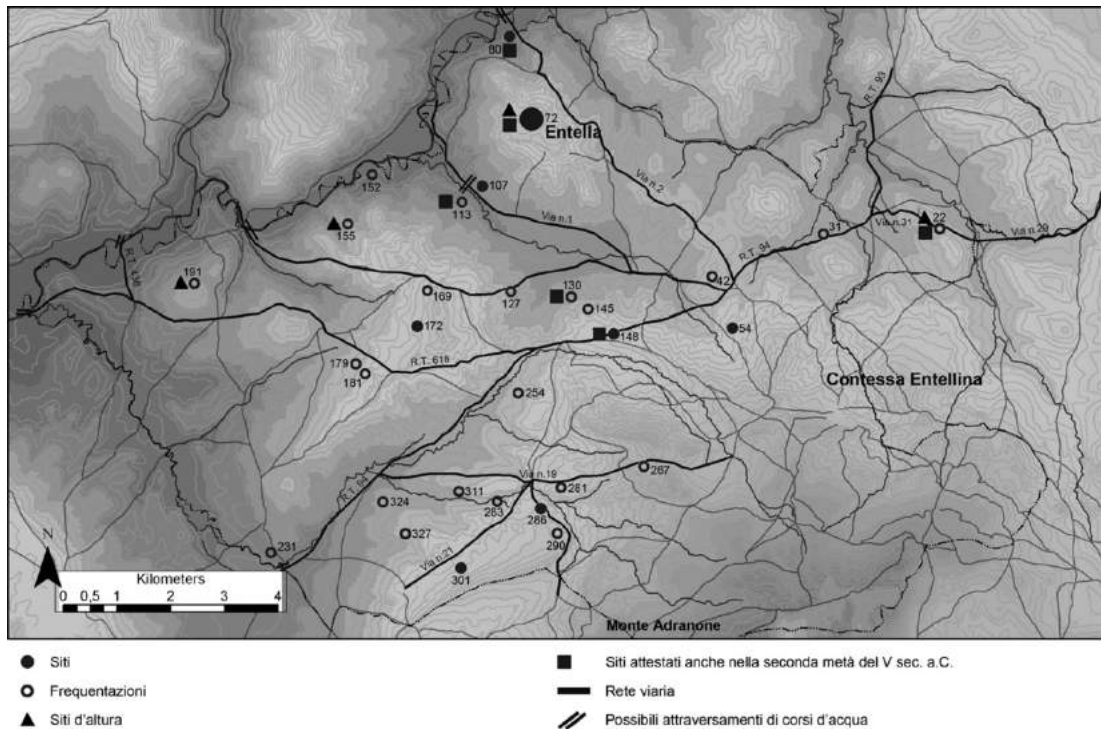 80
R.T. 93
72
Entella
152
107
Via n.2
113
Via n.1
155
31
Via n.31
22
Via n.29
R.T. 94
R.T. 436
191
42
169
127
130
145
172
148
54
R.T. 618
179
181
Contessa Entellina
254
267
Via n.19
281
311
324
283
286
R.T. 94
327
290
231
Via n.21
301
N
Kilometers
0 0,5 1 2 3 4
Monte Adranone
Siti
Frequentazioni
Siti d'altura
Siti attestati anche nella seconda metà del V sec. a.C.
Rete viaria
Possibili attraversamenti di corsi d'acqua